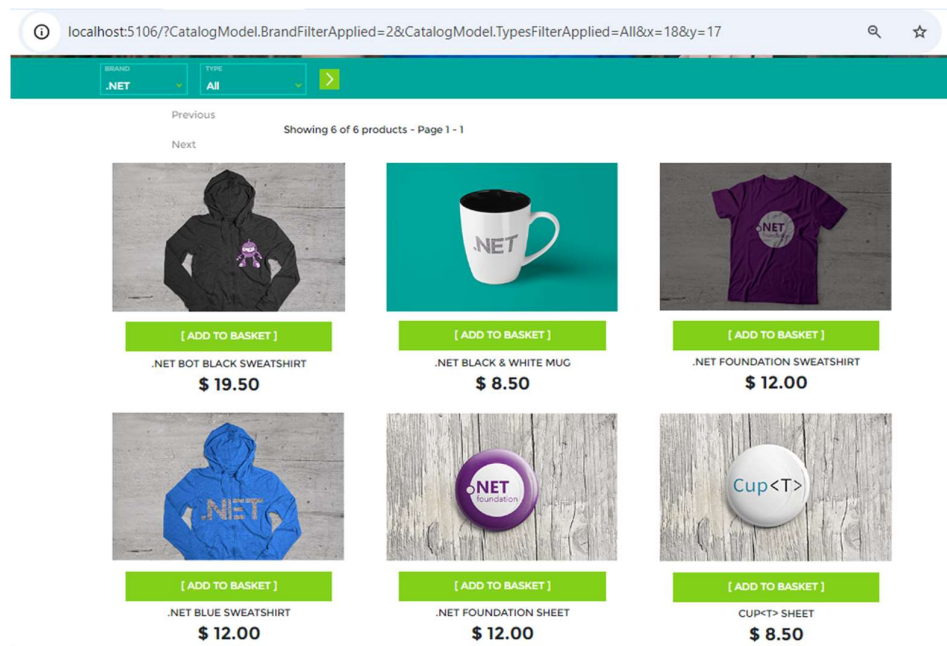 localhost:5106/?CatalogModel.BrandFilterApplied=2&CatalogModel.TypesFilterApplied=All&x=18&y=17
BRAND
.NET
TYPE
All
Previous
Showing 6 of 6 products - Page 1 - 1
Next
.NET
.NET
foundation
[ ADD TO BASKET ]
[ ADD TO BASKET ]
[ ADD TO BASKET ]
.NET BOT BLACK SWEATSHIRT
.NET BLACK & WHITE MUG
.NET FOUNDATION SWEATSHIRT
$ 19.50
$ 8.50
$ 12.00
.NET
.NET
foundation
Cup<T>
[ ADD TO BASKET ]
[ ADD TO BASKET ]
[ ADD TO BASKET ]
.NET BLUE SWEATSHIRT
.NET FOUNDATION SHEET
CUP<T> SHEET
$ 12.00
$ 12.00
$ 8.50